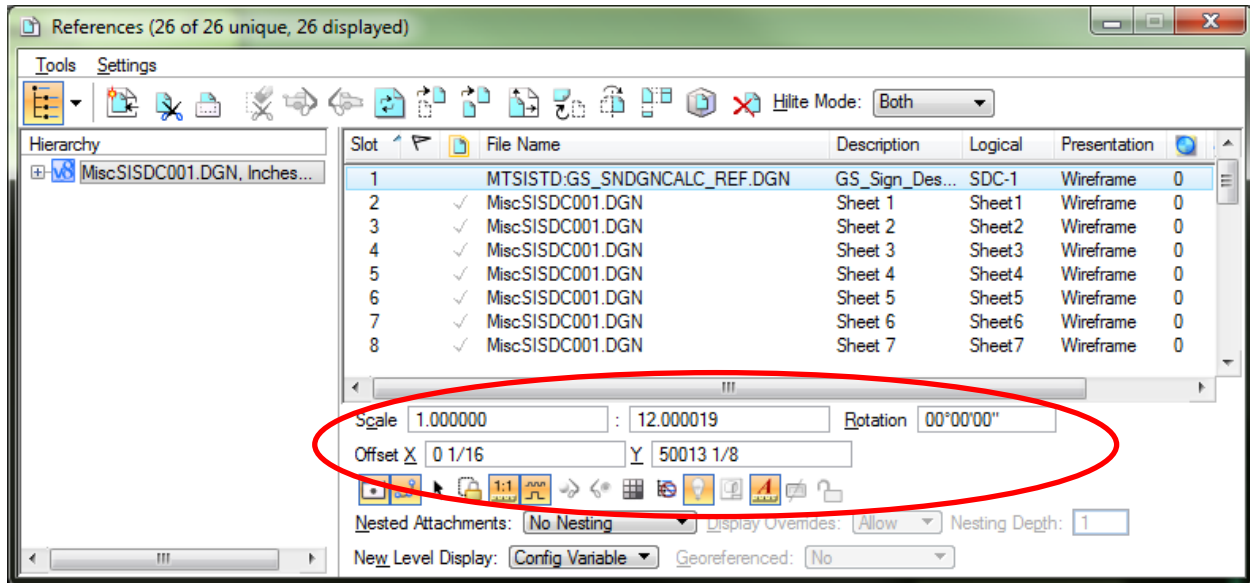 References (26 of 26 unique, 26 displayed)
Tools Settings
Hilite Mode: Both
Hierarchy
MiscSISDC001.DGN, Inches...
Slot File Name Description Logical Presentation
1 MTSISTD:GS_SNDGNCALC_REF.DGN GS_Sign_Des... SDC-1 Wireframe 0
2 MiscSISDC001.DGN Sheet 1 Sheet1 Wireframe 0
3 MiscSISDC001.DGN Sheet 2 Sheet2 Wireframe 0
4 MiscSISDC001.DGN Sheet 3 Sheet3 Wireframe 0
5 MiscSISDC001.DGN Sheet 4 Sheet4 Wireframe 0
6 MiscSISDC001.DGN Sheet 5 Sheet5 Wireframe 0
7 MiscSISDC001.DGN Sheet 6 Sheet6 Wireframe 0
8 MiscSISDC001.DGN Sheet 7 Sheet7 Wireframe 0
Scale 1.000000 : 12.000019 Rotation 00°00'00"
Offset X 0 1/16 Y 50013 1/8
1:1 A
Nested Attachments: No Nesting Display Overrides: Allow Nesting Depth: 1
New Level Display: Config Variable Georeferenced: No